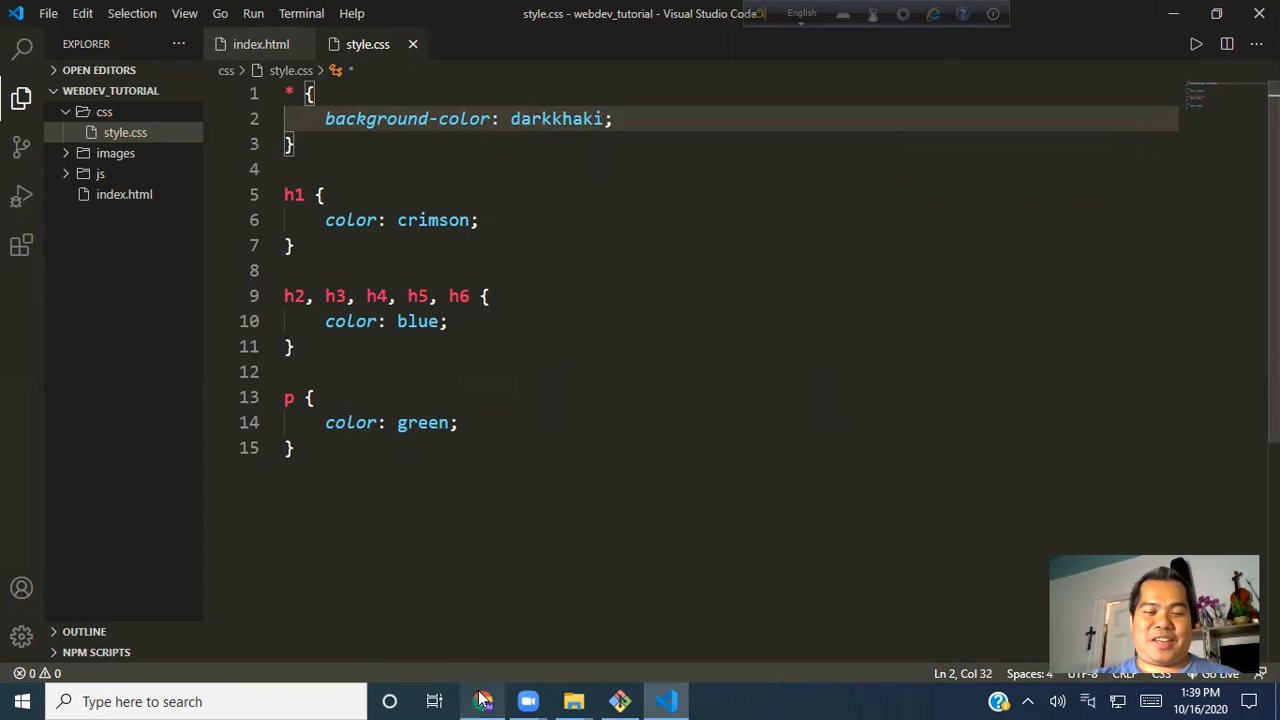 File Edit Selection View Go Run Terminal Help
style.css - webdev_tutorial - Visual Studio Code
English
EXPLORER
index.html
style.css
OPEN EDITORS
WEBDEV_TUTORIAL
css
style.css
images
js
index.html
OUTLINE
NPM SCRIPTS
css > style.css > *
1 * {
2 background-color: darkkhaki;
3 }
4
5 h1 {
6 color: crimson;
7 }
8
9 h2, h3, h4, h5, h6 {
10 color: blue;
11 }
12
13 p {
14 color: green;
15 }
0 0
Ln 2, Col 32 Spaces: 4 UTF-8 CRLF CSS Go Live
Type here to search
1:39 PM
10/16/2020